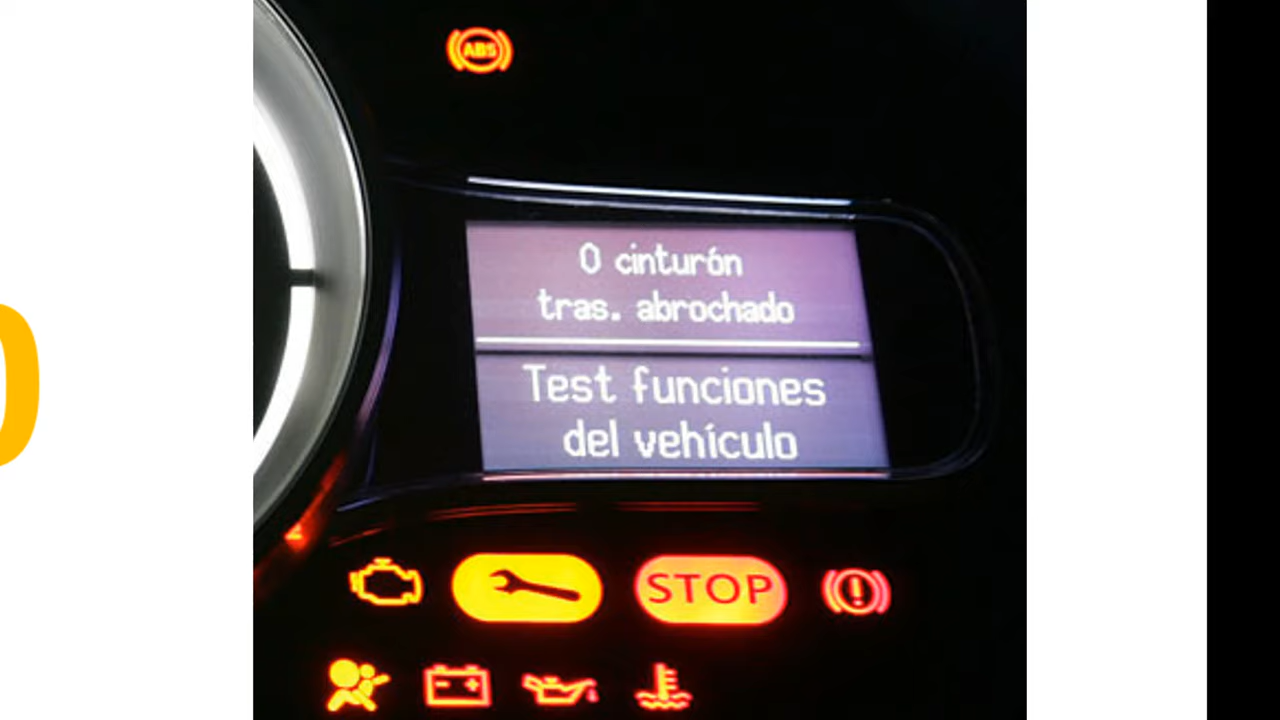 ABS
0 cinturón
tras. abrochado
Test funciones
del vehículo
STOP